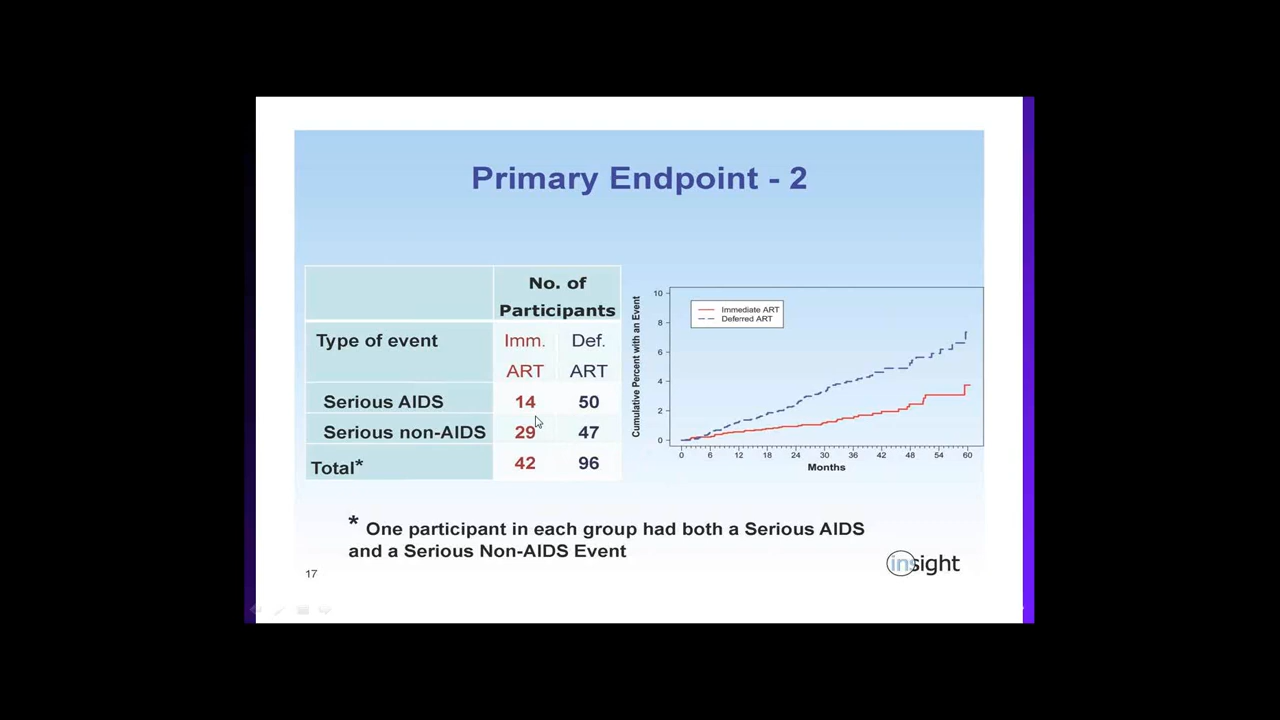 Primary Endpoint - 2
No. of
Participants
Type of event
Imm.
ART
Def.
ART
Serious AIDS 14 50
Serious non-AIDS 29 47
Total* 42 96
Cumulative Percent with an Event
10
8
6
4
2
0
Immediate ART
Deferred ART
0 6 12 18 24 30 36 42 48 54 60
Months
* One participant in each group had both a Serious AIDS
and a Serious Non-AIDS Event
17
insight